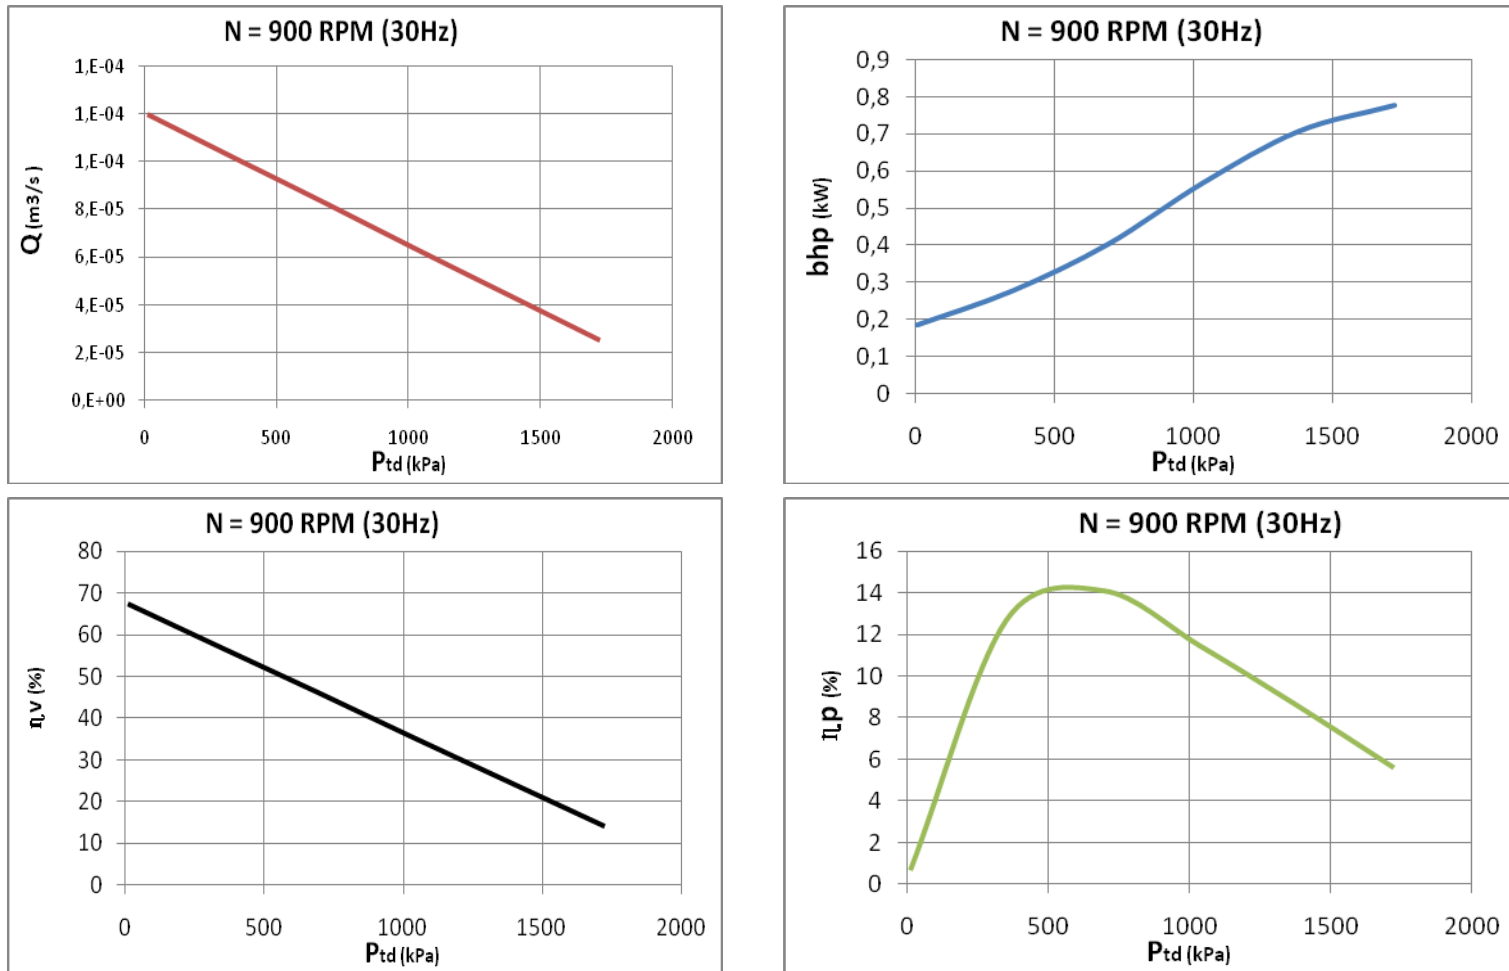 N = 900 RPM (30Hz)
1,E-04
1,E-04
1,E-04
8,E-05
6,E-05
4,E-05
2,E-05
0,E+00
Q (m3/s)
0 500 1000 1500 2000
Ptd (kPa)
N = 900 RPM (30Hz)
0,9
0,8
0,7
0,6
0,5
0,4
0,3
0,2
0,1
0
bhp (kW)
0 500 1000 1500 2000
Ptd (kPa)
N = 900 RPM (30Hz)
80
70
60
50
40
30
20
10
0
ηv (%)
0 500 1000 1500 2000
Ptd (kPa)
N = 900 RPM (30Hz)
16
14
12
10
8
6
4
2
0
ηp (%)
0 500 1000 1500 2000
Ptd (kPa)